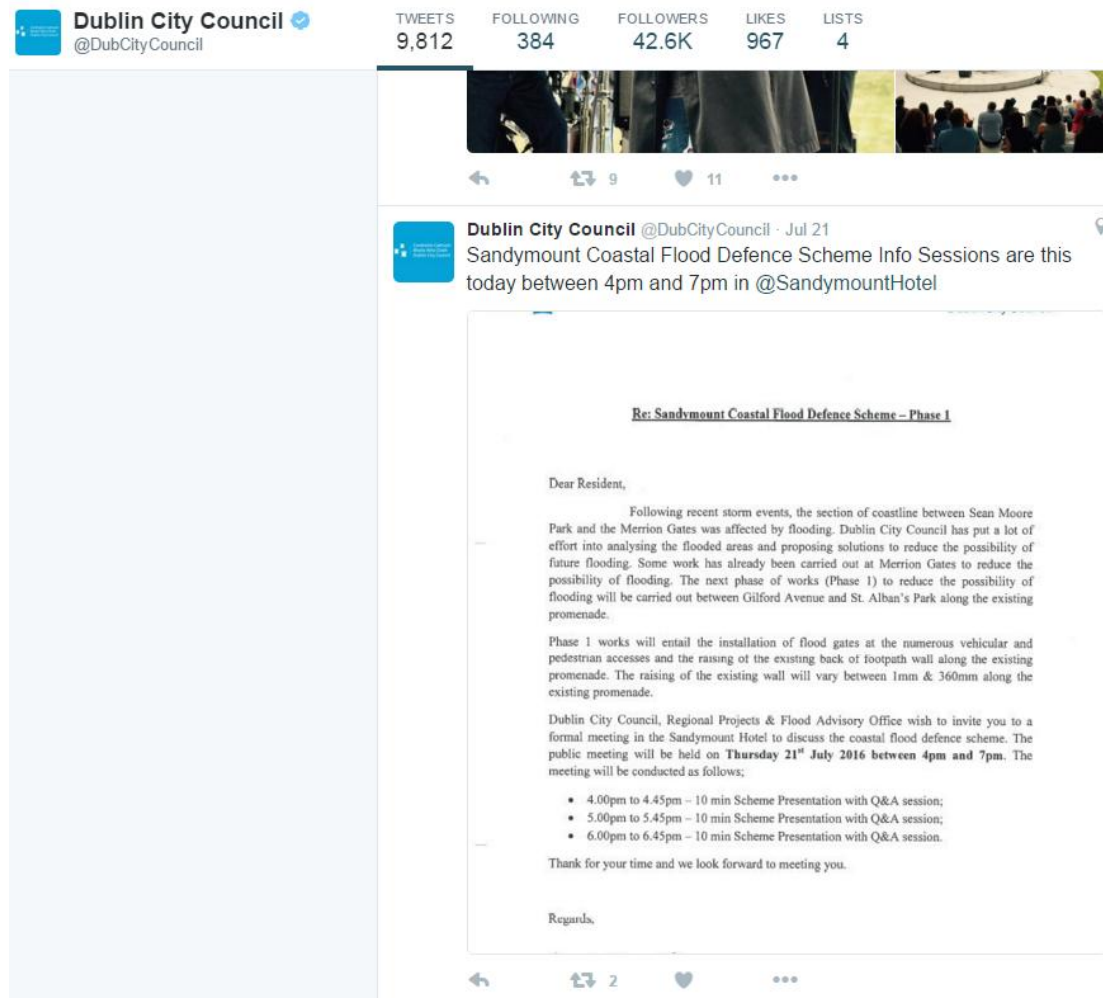 Dublin City Council
@DubCityCouncil
TWEETS FOLLOWING FOLLOWERS LIKES LISTS
9,812 384 42.6K 967 4
9 11
Dublin City Council @DubCityCouncil · Jul 21
Sandymount Coastal Flood Defence Scheme Info Sessions are this
today between 4pm and 7pm in @SandymountHotel
Re: Sandymount Coastal Flood Defence Scheme – Phase 1
Dear Resident,
Following recent storm events, the section of coastline between Sean Moore
Park and the Merrion Gates was affected by flooding. Dublin City Council has put a lot of
effort into analysing the flooded areas and proposing solutions to reduce the possibility of
future flooding. Some work has already been carried out at Merrion Gates to reduce the
possibility of flooding. The next phase of works (Phase 1) to reduce the possibility of
flooding will be carried out between Gilford Avenue and St. Alban's Park along the existing
promenade.
Phase 1 works will entail the installation of flood gates at the numerous vehicular and
pedestrian accesses and the raising of the existing back of footpath wall along the existing
promenade. The raising of the existing wall will vary between 1mm & 360mm along the
existing promenade.
Dublin City Council, Regional Projects & Flood Advisory Office wish to invite you to a
formal meeting in the Sandymount Hotel to discuss the coastal flood defence scheme. The
public meeting will be held on Thursday 21st July 2016 between 4pm and 7pm. The
meeting will be conducted as follows;
• 4.00pm to 4.45pm – 10 min Scheme Presentation with Q&A session;
• 5.00pm to 5.45pm – 10 min Scheme Presentation with Q&A session;
• 6.00pm to 6.45pm – 10 min Scheme Presentation with Q&A session.
Thank for your time and we look forward to meeting you.
Regards,
2